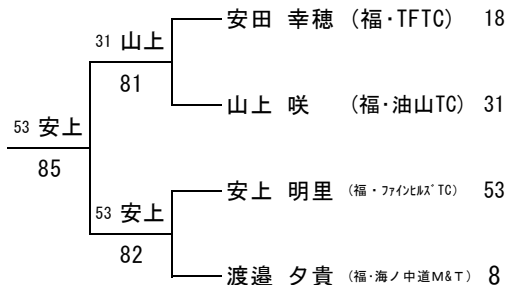 安田 幸穂 (福・TFTC) 18
31 山上
81
山上 咲 (福・油山TC) 31
53 安上
85
安上 明里 (福・ﾌｧｲﾝﾋﾙｽﾞTC) 53
53 安上
82
渡邉 夕貴 (福・海ノ中道M&T) 8